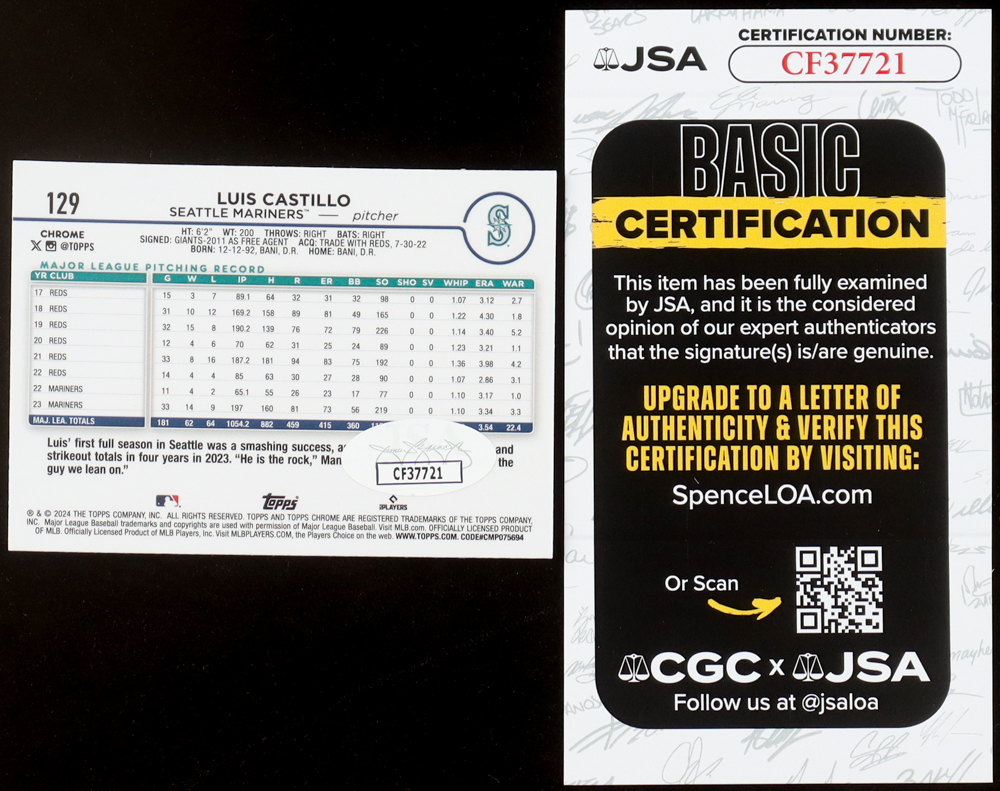 129
LUIS CASTILLO
SEATTLE MARINERS™ — pitcher
S
CHROME
X @TOPPS
HT: 6'2" WT: 200 THROWS: RIGHT BATS: RIGHT
SIGNED: GIANTS-2011 AS FREE AGENT ACQ: TRADE WITH REDS, 7-30-22
BORN: 12-12-92, BANI, D.R. HOME: BANI, D.R.
MAJOR LEAGUE PITCHING RECORD
YR CLUB G W L IP H R ER BB SO SHO SV WHIP ERA WAR
17 REDS 15 3 7 89.1 64 32 31 32 98 0 0 1.07 3.12 2.7
18 REDS 31 10 12 169.2 158 89 81 49 165 0 0 1.22 4.30 1.8
19 REDS 32 15 8 190.2 139 76 72 79 226 0 0 1.14 3.40 5.2
20 REDS 12 4 6 70 62 31 25 24 89 0 0 1.23 3.21 1.1
21 REDS 33 8 16 187.2 181 94 83 75 192 0 0 1.36 3.98 4.2
22 REDS 14 4 4 85 63 30 27 28 90 0 0 1.07 2.86 3.1
22 MARINERS 11 4 2 65.1 55 26 23 17 77 0 0 1.10 3.17 1.0
23 MARINERS 33 14 9 197 160 81 73 56 219 0 0 1.10 3.34 3.3
MAJ. LEA. TOTALS 181 62 64 1054.2 882 459 415 360 3.54 22.4
Luis' first full season in Seattle was a smashing success, and
strikeout totals in four years in 2023. "He is the rock," Man the
guy we lean on."
CF37721
Topps
PLAYERS
® & © 2024 THE TOPPS COMPANY, INC. ALL RIGHTS RESERVED. TOPPS AND TOPPS CHROME ARE REGISTERED TRADEMARKS OF THE TOPPS COMPANY,
INC. Major League Baseball trademarks and copyrights are used with permission of Major League Baseball. Visit MLB.com. OFFICIALLY LICENSED PRODUCT
OF MLB. Officially Licensed Product of MLB Players, Inc. Visit MLBPLAYERS.COM, the Players Choice on the web. WWW.TOPPS.COM. CODE#CMP075694
JSA
CERTIFICATION NUMBER:
CF37721
BASIC
CERTIFICATION
This item has been fully examined
by JSA, and it is the considered
opinion of our expert authenticators
that the signature(s) is/are genuine.
UPGRADE TO A LETTER OF
AUTHENTICITY & VERIFY THIS
CERTIFICATION BY VISITING:
SpenceLOA.com
Or Scan
CGC x JSA
Follow us at @jsaloa